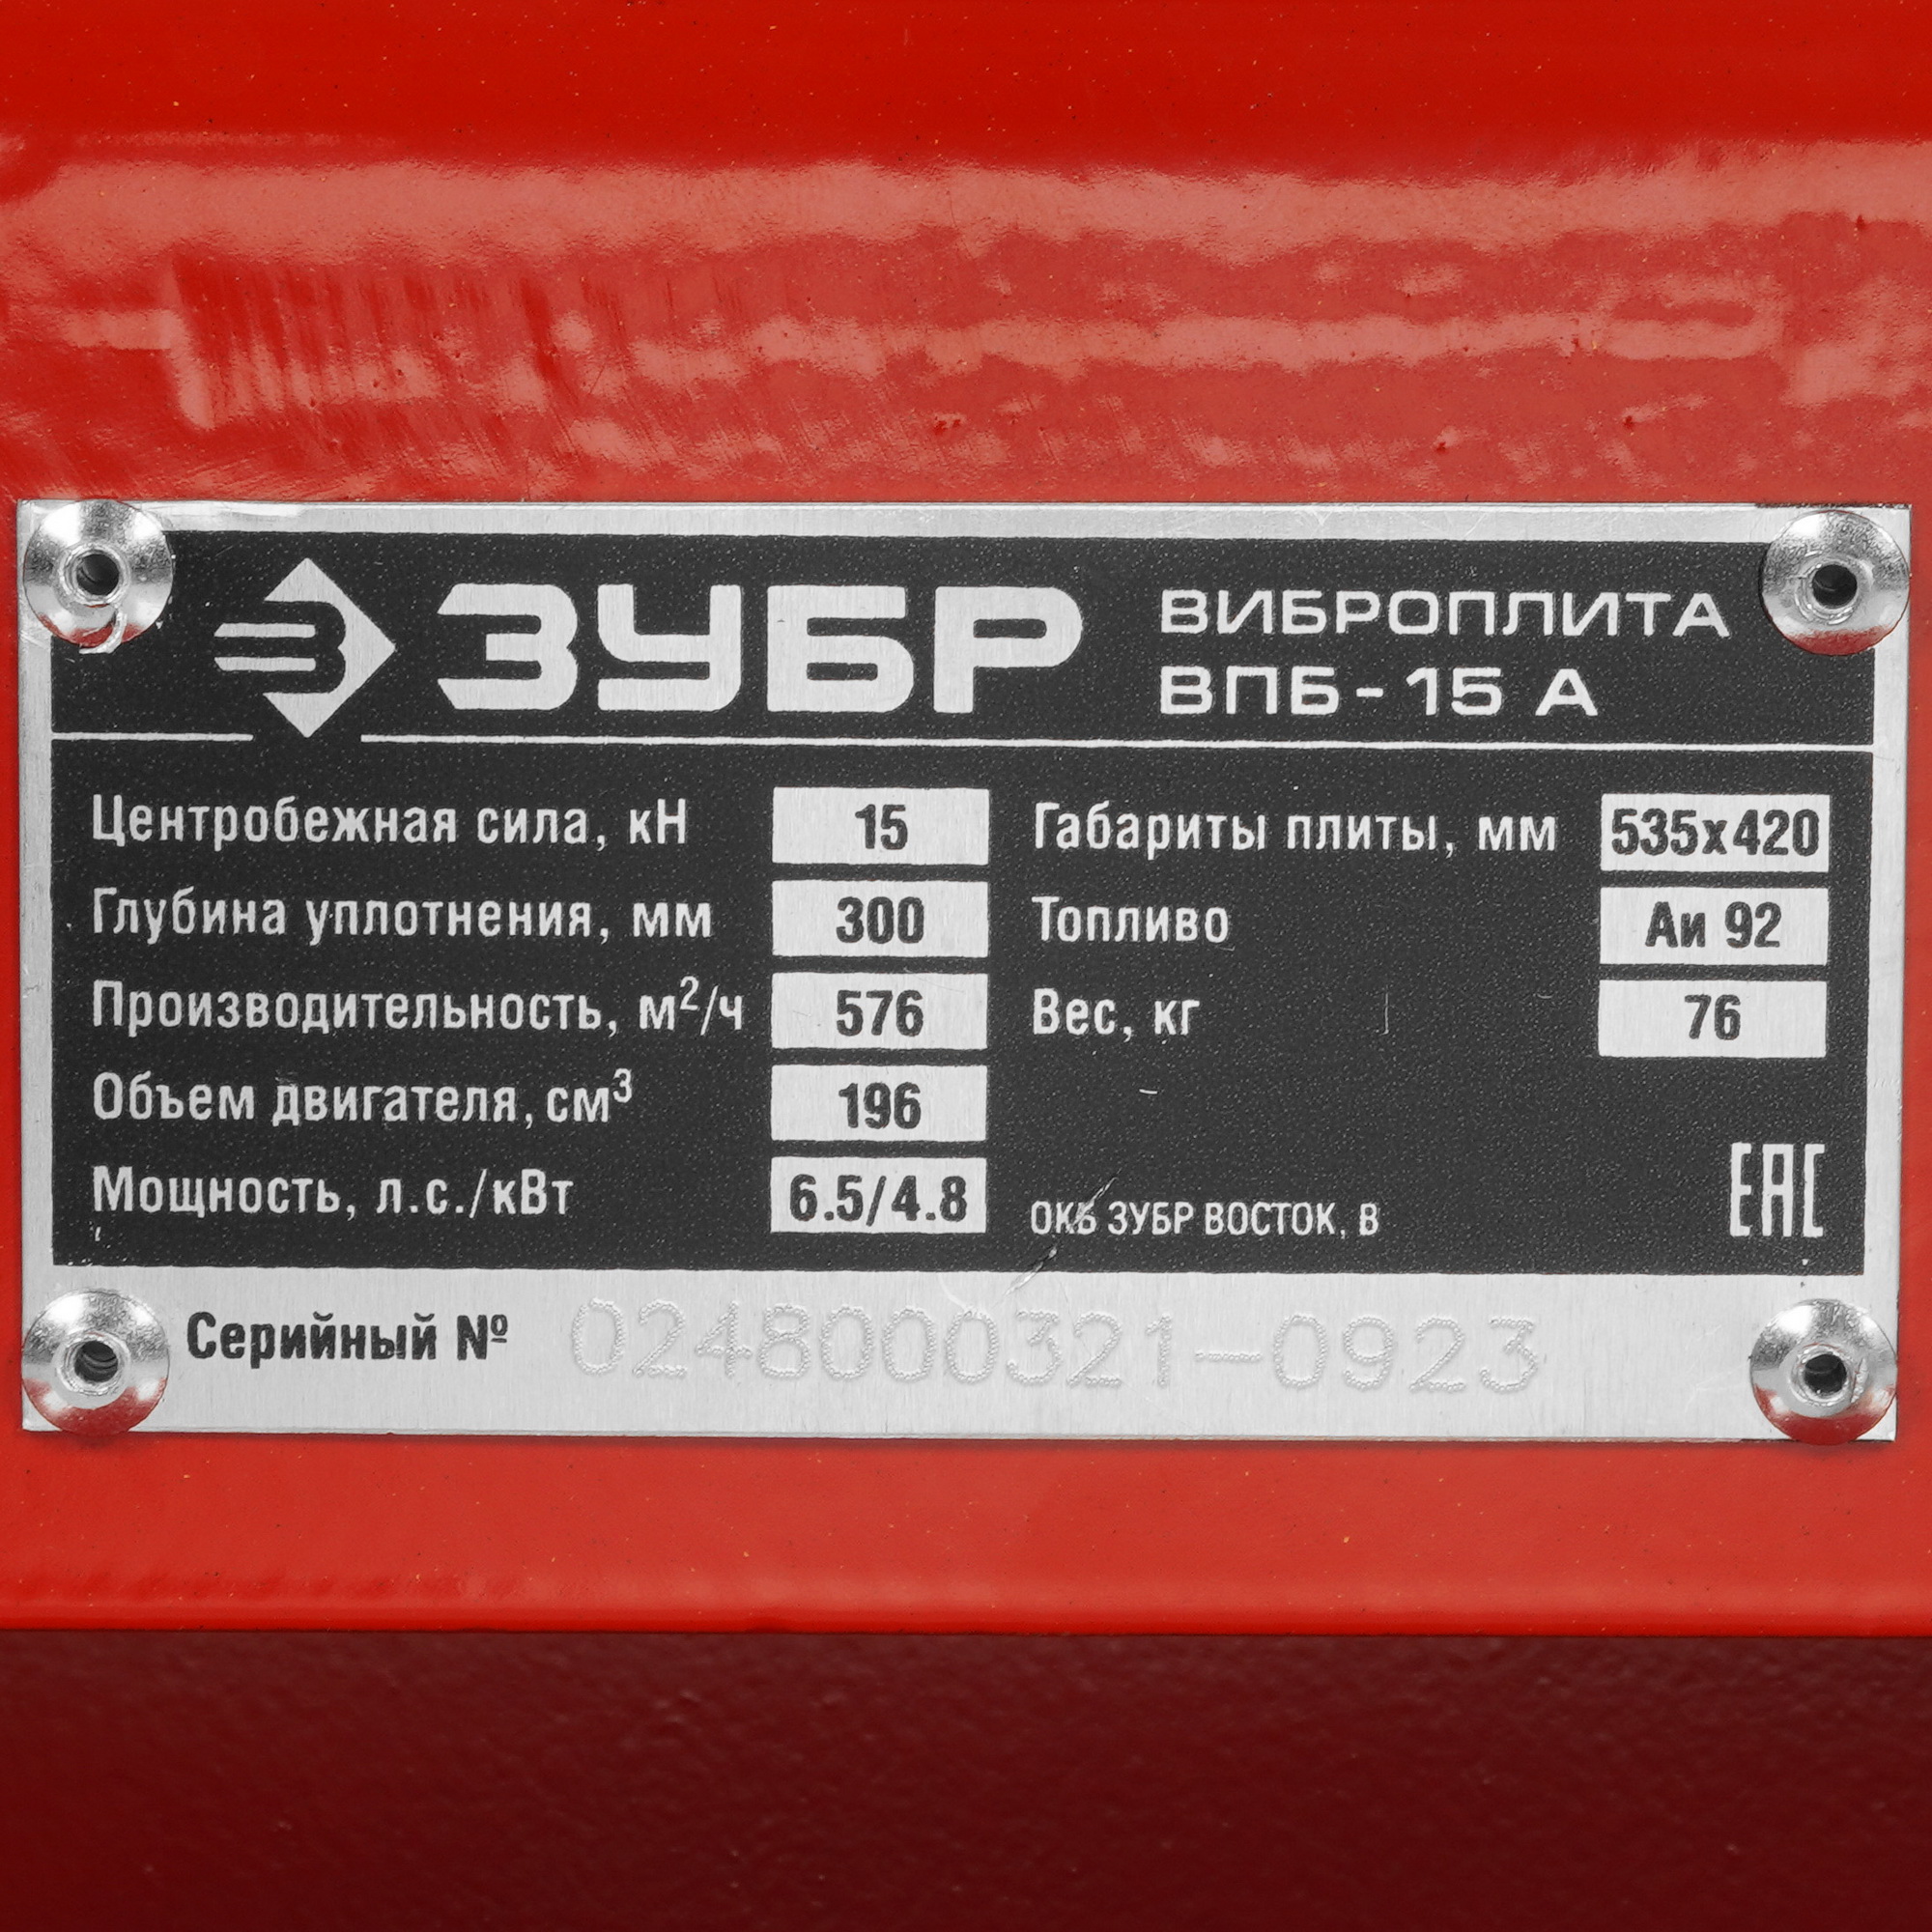 ЗУБР
ВИБРОПЛИТА
ВПБ-15 А
Центробежная сила, кН 15
Глубина уплотнения, мм 300
Производительность, м²/ч 576
Объем двигателя, см³ 196
Мощность, л.с./кВт 6.5/4.8
Габариты плиты, мм 535х420
Топливо Аи 92
Вес, кг 76
ОКБ ЗУБР ВОСТОК, В
EAC
Серийный № 0248000321-0923